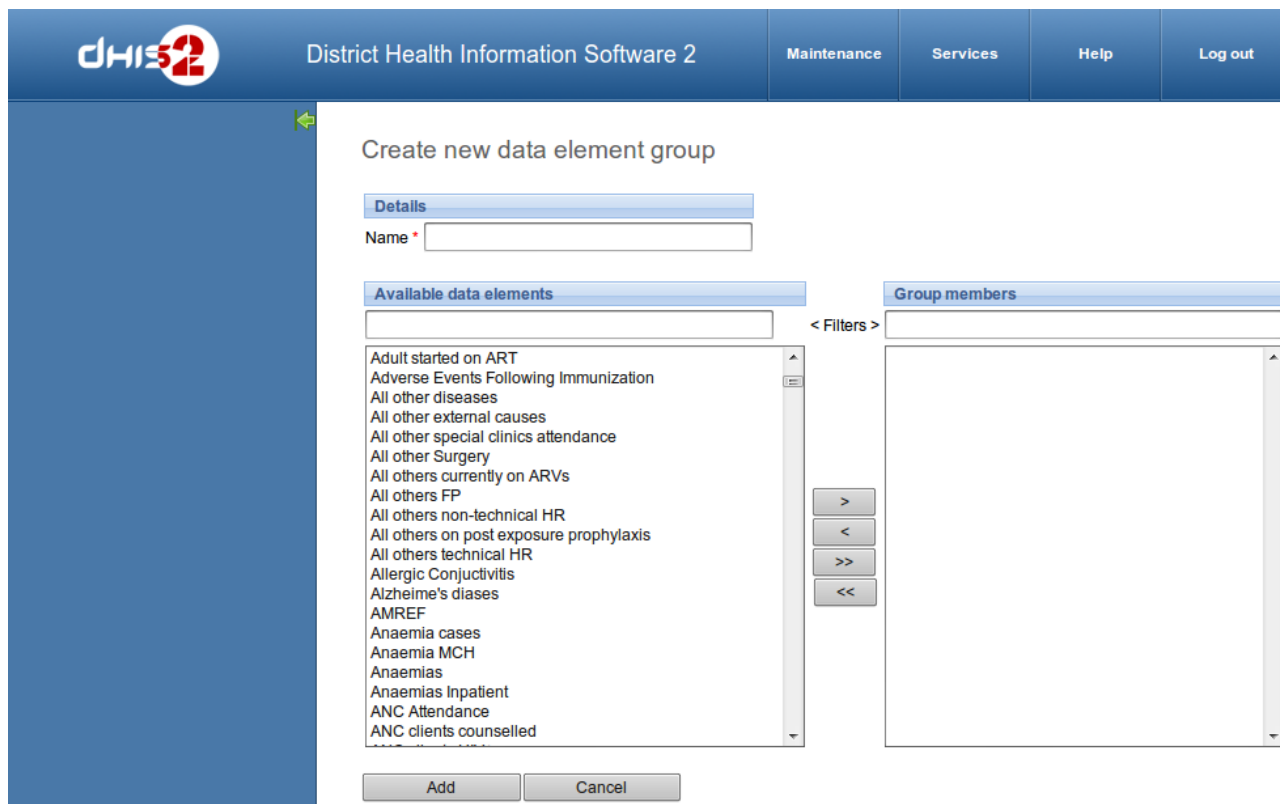 dhis2 District Health Information Software 2 Maintenance Services Help Log out
Create new data element group
Details
Name *
Available data elements Group members
< Filters >
Adult started on ART
Adverse Events Following Immunization
All other diseases
All other external causes
All other special clinics attendance
All other Surgery
All others currently on ARVs
All others FP
All others non-technical HR
All others on post exposure prophylaxis
All others technical HR
Allergic Conjuctivitis
Alzheime's diases
AMREF
Anaemia cases
Anaemia MCH
Anaemias
Anaemias Inpatient
ANC Attendance
ANC clients counselled
>
<
>>
<<
Add Cancel